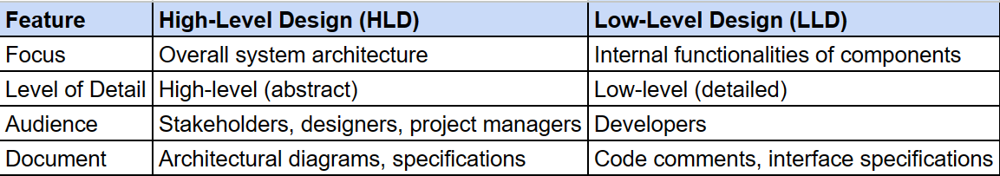 Feature High-Level Design (HLD) Low-Level Design (LLD)
Focus Overall system architecture Internal functionalities of components
Level of Detail High-level (abstract) Low-level (detailed)
Audience Stakeholders, designers, project managers Developers
Document Architectural diagrams, specifications Code comments, interface specifications